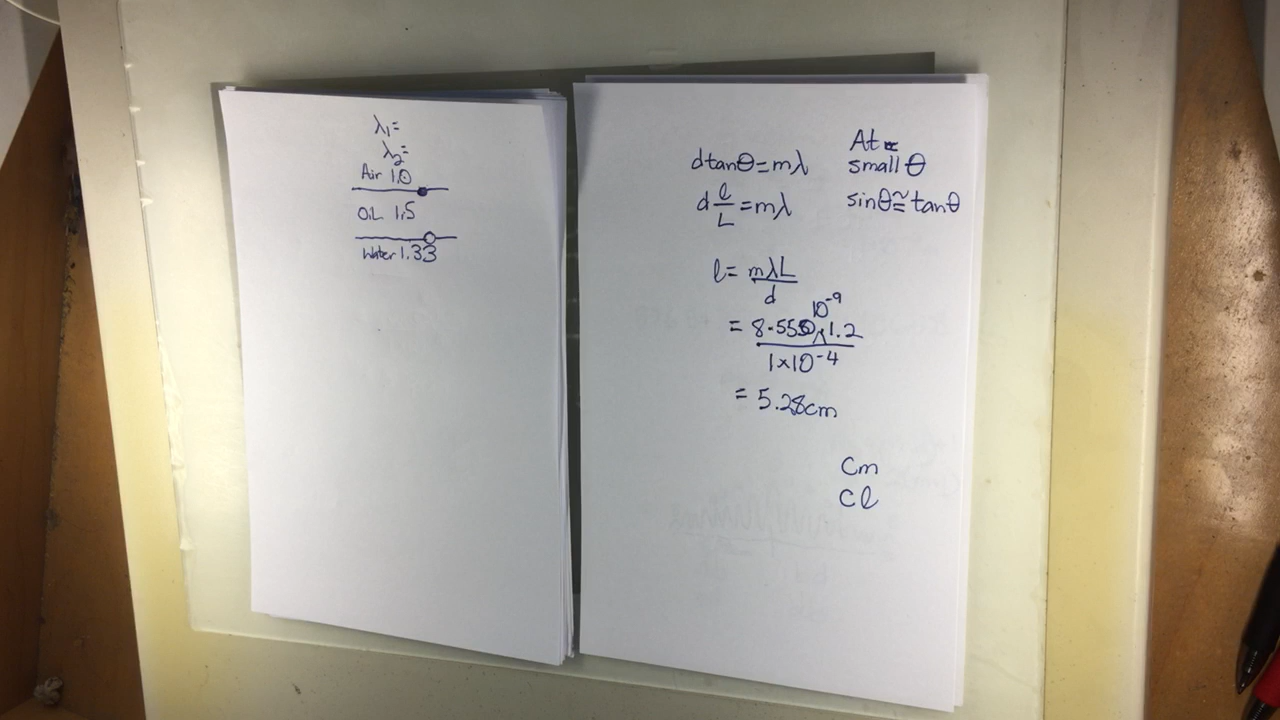 λ₁=
λ₂=
Air 1.0
OiL 1.5
Water 1.33
dtanθ=mλ
d l/L =mλ
At
small θ
sinθ≃tanθ
l= mλL/d
= 8·550 10⁻⁹ 1.2 / 1×10⁻⁴
= 5.28cm
Cm
Cl